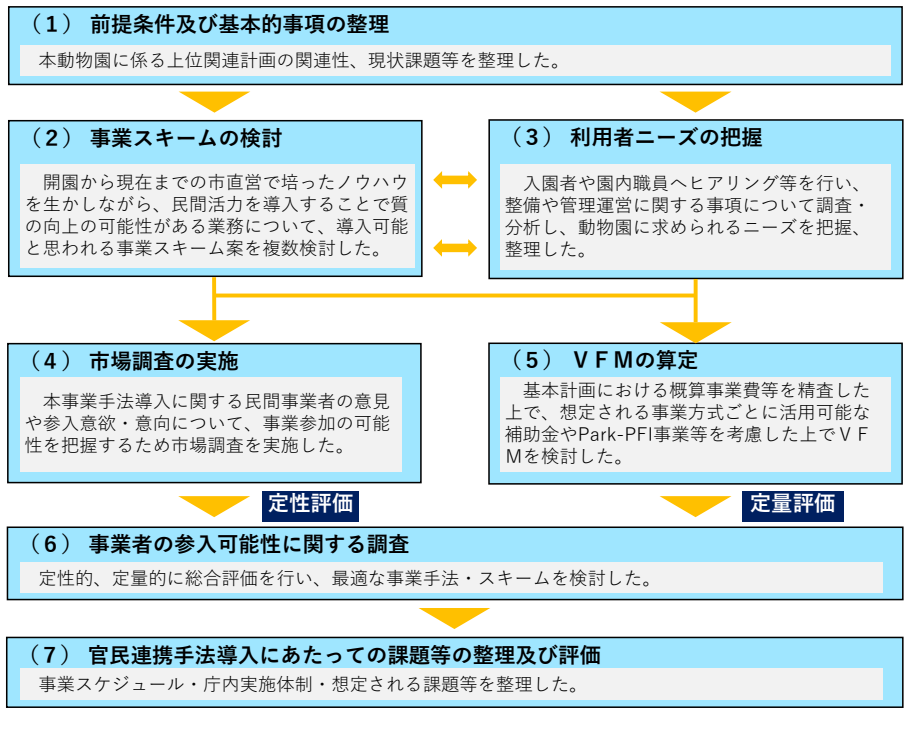 （１） 前提条件及び基本的事項の整理
本動物園に係る上位関連計画の関連性、現状課題等を整理した。
（２） 事業スキームの検討
　開園から現在までの市直営で培ったノウハウ
を生かしながら、民間活力を導入することで質
の向上の可能性がある業務について、導入可能
と思われる事業スキーム案を複数検討した。
（３） 利用者ニーズの把握
　入園者や園内職員へヒアリング等を行い、
整備や管理運営に関する事項について調査・
分析し、動物園に求められるニーズを把握、
整理した。
（４） 市場調査の実施
　本事業手法導入に関する民間事業者の意見
や参入意欲・意向について、事業参加の可能
性を把握するため市場調査を実施した。
（５） ＶＦＭの算定
　基本計画における概算事業費等を精査した
上で、想定される事業方式ごとに活用可能な
補助金やPark-PFI事業等を考慮した上でＶＦ
Ｍを検討した。
定性評価
定量評価
（６） 事業者の参入可能性に関する調査
定性的、定量的に総合評価を行い、最適な事業手法・スキームを検討した。
（７） 官民連携手法導入にあたっての課題等の整理及び評価
事業スケジュール・庁内実施体制・想定される課題等を整理した。